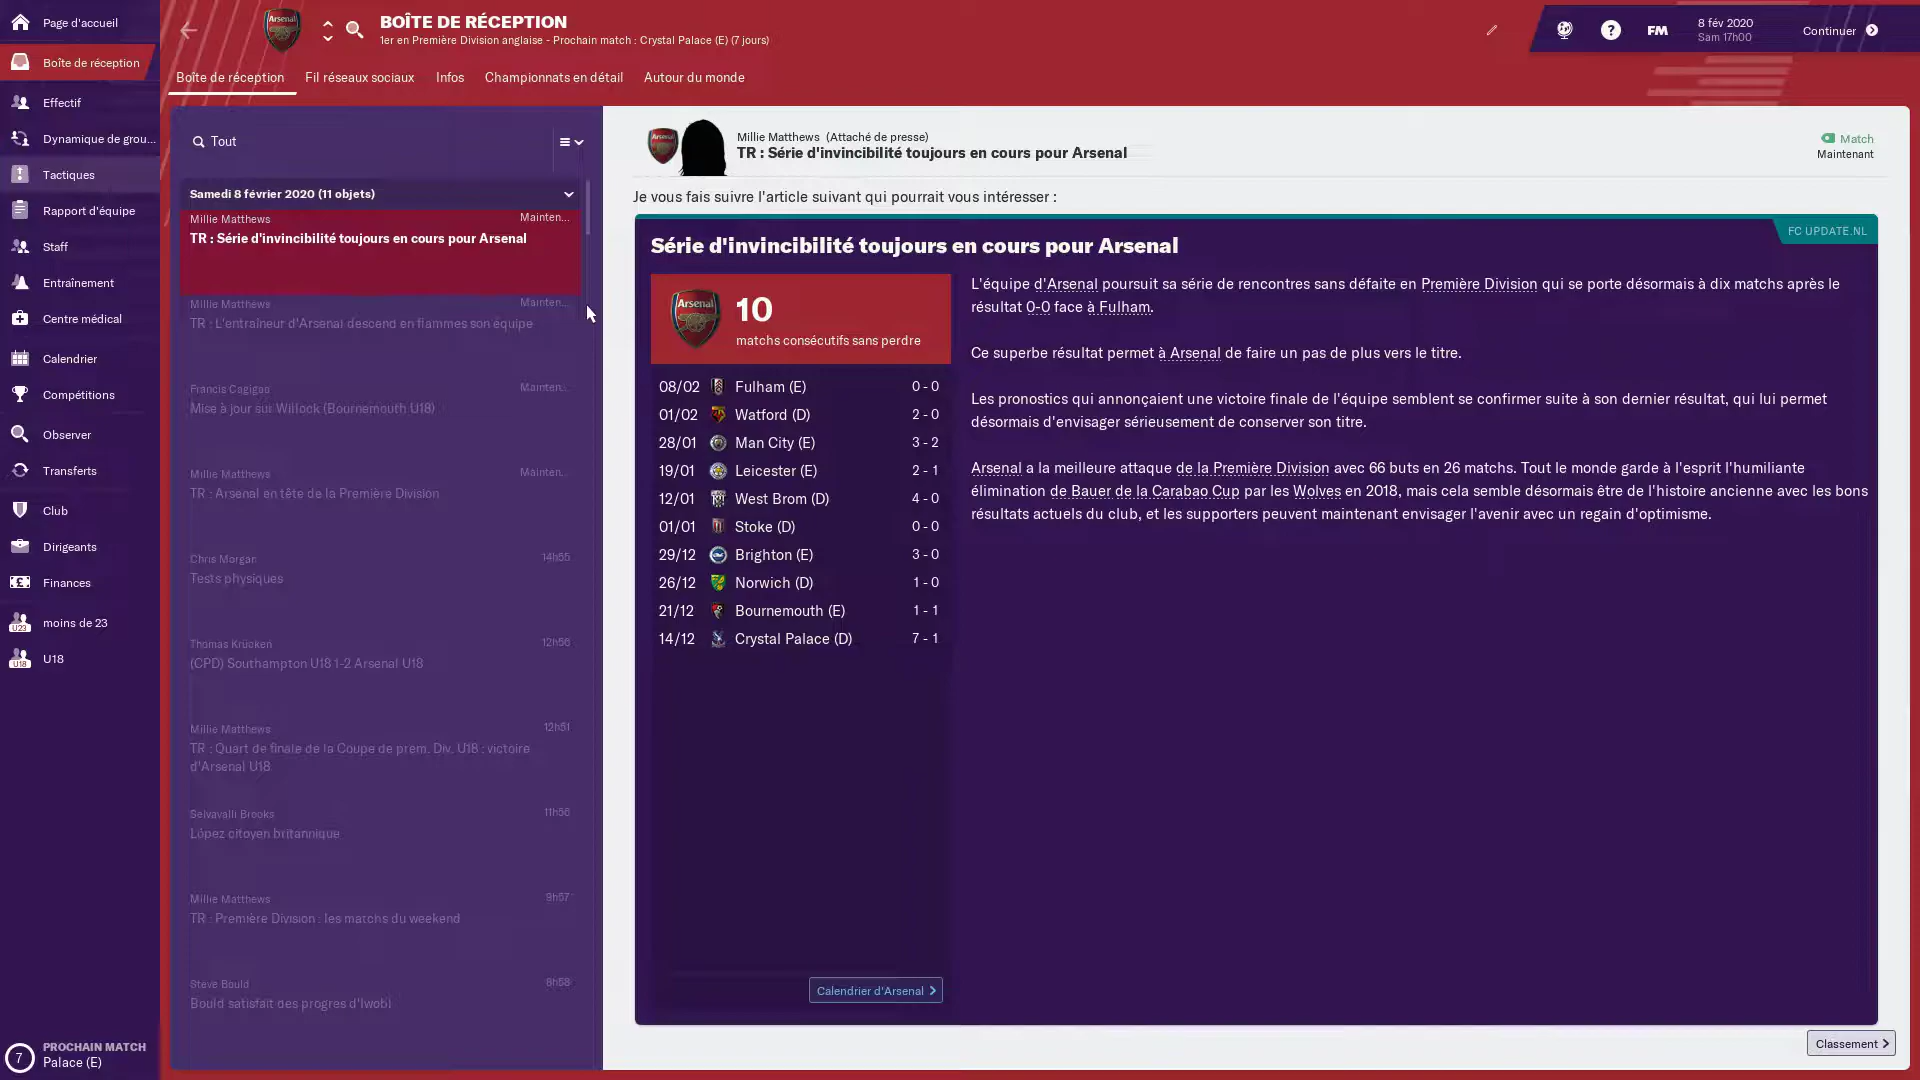 Page d'accueil
Boîte de réception
Effectif
Dynamique de grou...
Tactiques
Rapport d'équipe
Staff
Entraînement
Centre médical
Calendrier
Compétitions
Observer
Transferts
Club
Dirigeants
Finances
U23
moins de 23
U18
U18
7
PROCHAIN MATCH
Palace (E)
Arsenal
BOÎTE DE RÉCEPTION
1er en Première Division anglaise - Prochain match : Crystal Palace (E) (7 jours)
?
FM
8 fév 2020
Sam 17h00
Continuer
Boîte de réception
Fil réseaux sociaux
Infos
Championnats en détail
Autour du monde
Tout
Samedi 8 février 2020 (11 objets)
Millie Matthews
Mainten...
TR : Série d'invincibilité toujours en cours pour Arsenal
Millie Matthews
Mainten...
TR : L'entraîneur d'Arsenal descend en flammes son équipe
Francis Cagigao
Mainten...
Mise à jour sur Willock (Bournemouth U18)
Millie Matthews
Mainten...
TR : Arsenal en tête de la Première Division
Chris Morgan
14h55
Tests physiques
Thomas Krücken
12h56
(CPD) Southampton U18 1-2 Arsenal U18
Millie Matthews
12h51
TR : Quart de finale de la Coupe de prem. Div. U18 : victoire
d'Arsenal U18
Selvavalli Brooks
11h56
López citoyen britannique
Millie Matthews
9h57
TR : Première Division : les matchs du weekend
Steve Bould
8h58
Bould satisfait des progrès d'Iwobi
Arsenal
Millie Matthews (Attaché de presse)
TR : Série d'invincibilité toujours en cours pour Arsenal
Match
Maintenant
Je vous fais suivre l'article suivant qui pourrait vous intéresser :
FC UPDATE.NL
Série d'invincibilité toujours en cours pour Arsenal
Arsenal
10
matchs consécutifs sans perdre
08/02 Fulham (E) 0 - 0
01/02 Watford (D) 2 - 0
28/01 Man City (E) 3 - 2
19/01 Leicester (E) 2 - 1
12/01 West Brom (D) 4 - 0
01/01 Stoke (D) 0 - 0
29/12 Brighton (E) 3 - 0
26/12 Norwich (D) 1 - 0
21/12 Bournemouth (E) 1 - 1
14/12 Crystal Palace (D) 7 - 1
Calendrier d'Arsenal
L'équipe d'Arsenal poursuit sa série de rencontres sans défaite en Première Division qui se porte désormais à dix matchs après le
résultat 0-0 face à Fulham.
Ce superbe résultat permet à Arsenal de faire un pas de plus vers le titre.
Les pronostics qui annonçaient une victoire finale de l'équipe semblent se confirmer suite à son dernier résultat, qui lui permet
désormais d'envisager sérieusement de conserver son titre.
Arsenal a la meilleure attaque de la Première Division avec 66 buts en 26 matchs. Tout le monde garde à l'esprit l'humiliante
élimination de Bauer de la Carabao Cup par les Wolves en 2018, mais cela semble désormais être de l'histoire ancienne avec les bons
résultats actuels du club, et les supporters peuvent maintenant envisager l'avenir avec un regain d'optimisme.
Classement